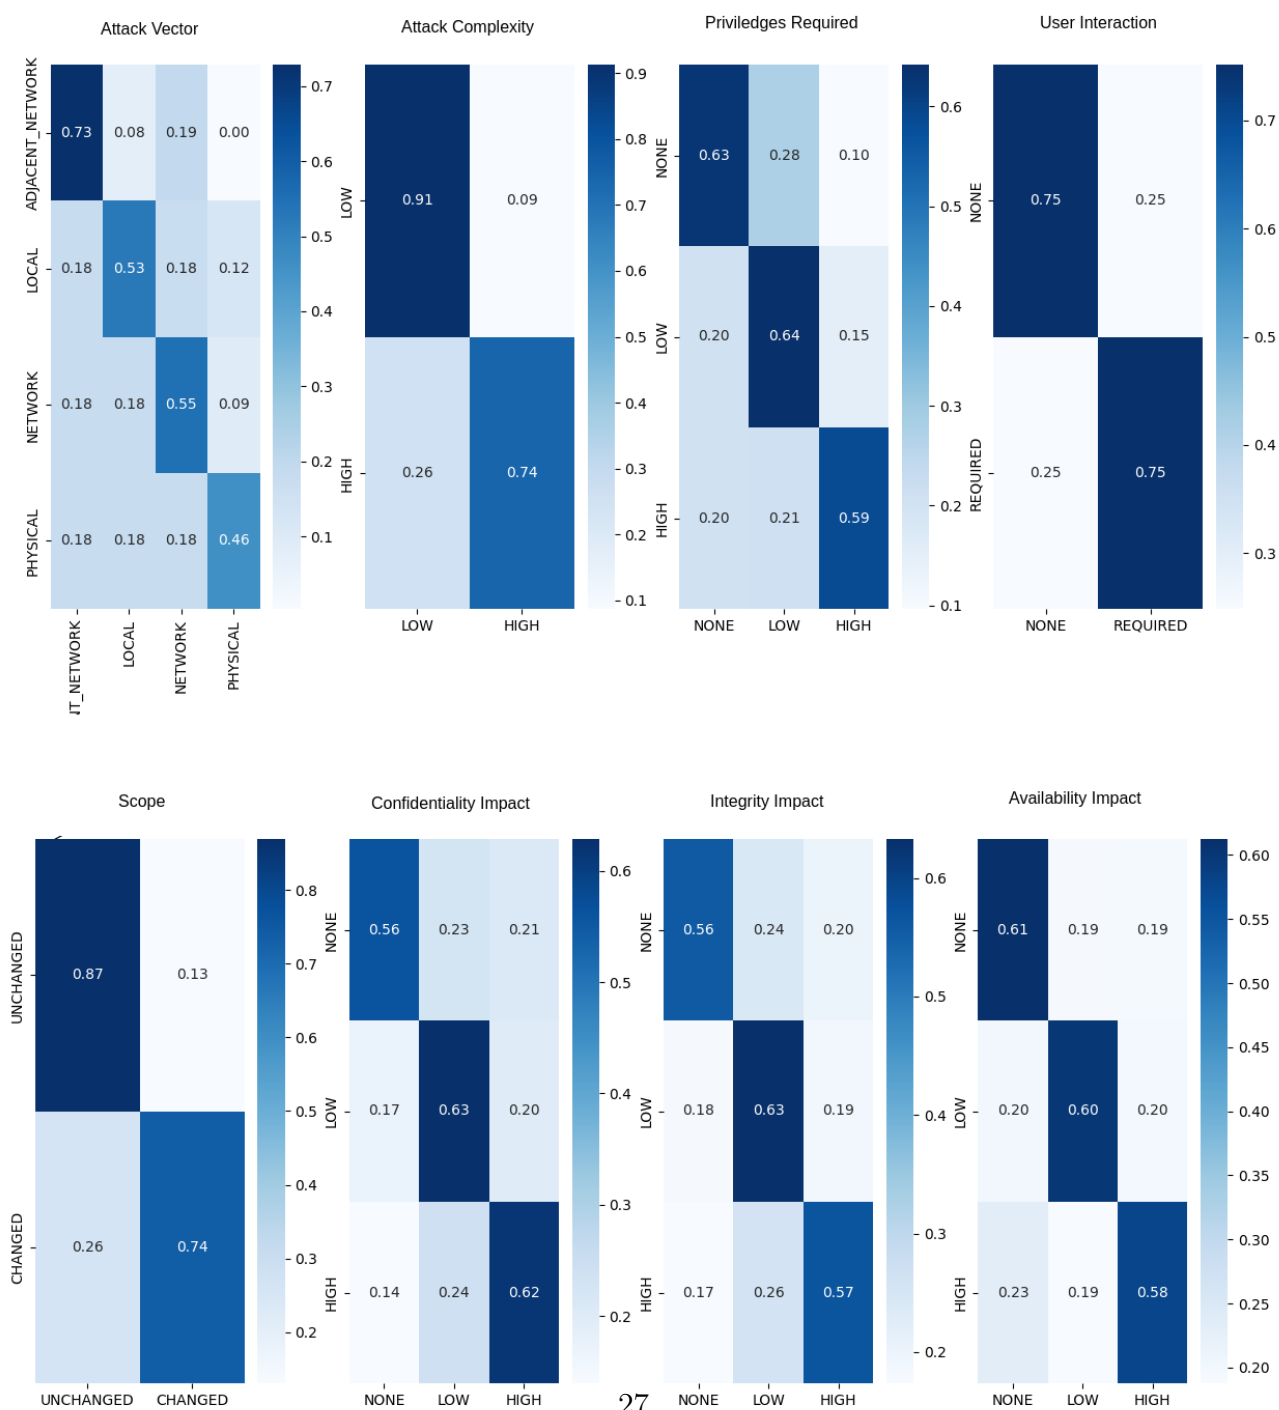 Attack Vector
Attack Complexity
Priviledges Required
User Interaction
ADJACENT_NETWORK
LOCAL
NETWORK
PHYSICAL
0.73 0.08 0.19 0.00
0.18 0.53 0.18 0.12
0.18 0.18 0.55 0.09
0.18 0.18 0.18 0.46
0.7
0.6
0.5
0.4
0.3
0.2
0.1
NT_NETWORK
LOCAL
NETWORK
PHYSICAL
LOW
HIGH
0.91 0.09
0.26 0.74
0.9
0.8
0.7
0.6
0.5
0.4
0.3
0.2
0.1
LOW HIGH
NONE
LOW
HIGH
0.63 0.28 0.10
0.20 0.64 0.15
0.20 0.21 0.59
0.6
0.5
0.4
0.3
0.2
0.1
NONE LOW HIGH
NONE
REQUIRED
0.75 0.25
0.25 0.75
0.7
0.6
0.5
0.4
0.3
NONE REQUIRED
Scope
Confidentiality Impact
Integrity Impact
Availability Impact
UNCHANGED
CHANGED
0.87 0.13
0.26 0.74
0.8
0.7
0.6
0.5
0.4
0.3
0.2
UNCHANGED CHANGED
NONE
LOW
HIGH
0.56 0.23 0.21
0.17 0.63 0.20
0.14 0.24 0.62
0.6
0.5
0.4
0.3
0.2
NONE LOW HIGH
NONE
LOW
HIGH
0.56 0.24 0.20
0.18 0.63 0.19
0.17 0.26 0.57
0.6
0.5
0.4
0.3
0.2
NONE LOW HIGH
NONE
LOW
HIGH
0.61 0.19 0.19
0.20 0.60 0.20
0.23 0.19 0.58
0.60
0.55
0.50
0.45
0.40
0.35
0.30
0.25
0.20
NONE LOW HIGH
27